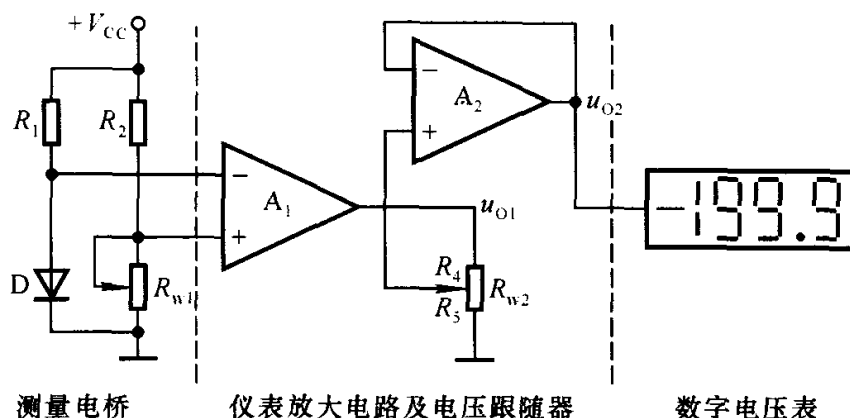 +V_CC
R_1
R_2
D
R_w1
A_1
−
+
u_O1
R_4
R_5
R_w2
A_2
−
+
u_O2
-199.9
测量电桥
仪表放大电路及电压跟随器
数字电压表